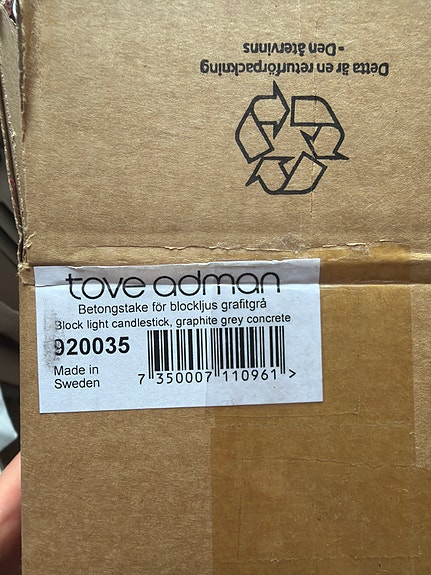 Detta är en returförpackning
- Den återvinns
tove adman
Betongstake för blockljus grafitgrå
Block light candlestick, graphite grey concrete
920035
Made in
Sweden
7 350007 110961 >